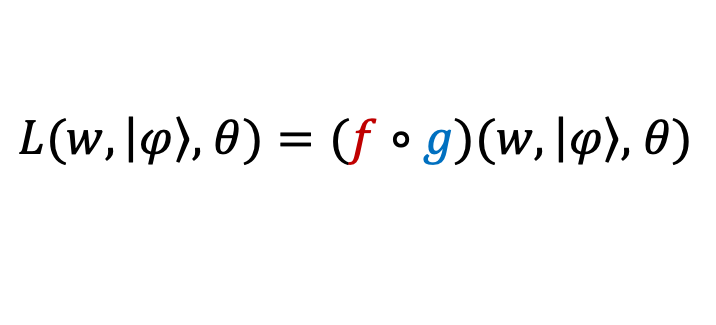 L(w, |φ⟩, θ) = (f ∘ g)(w, |φ⟩, θ)